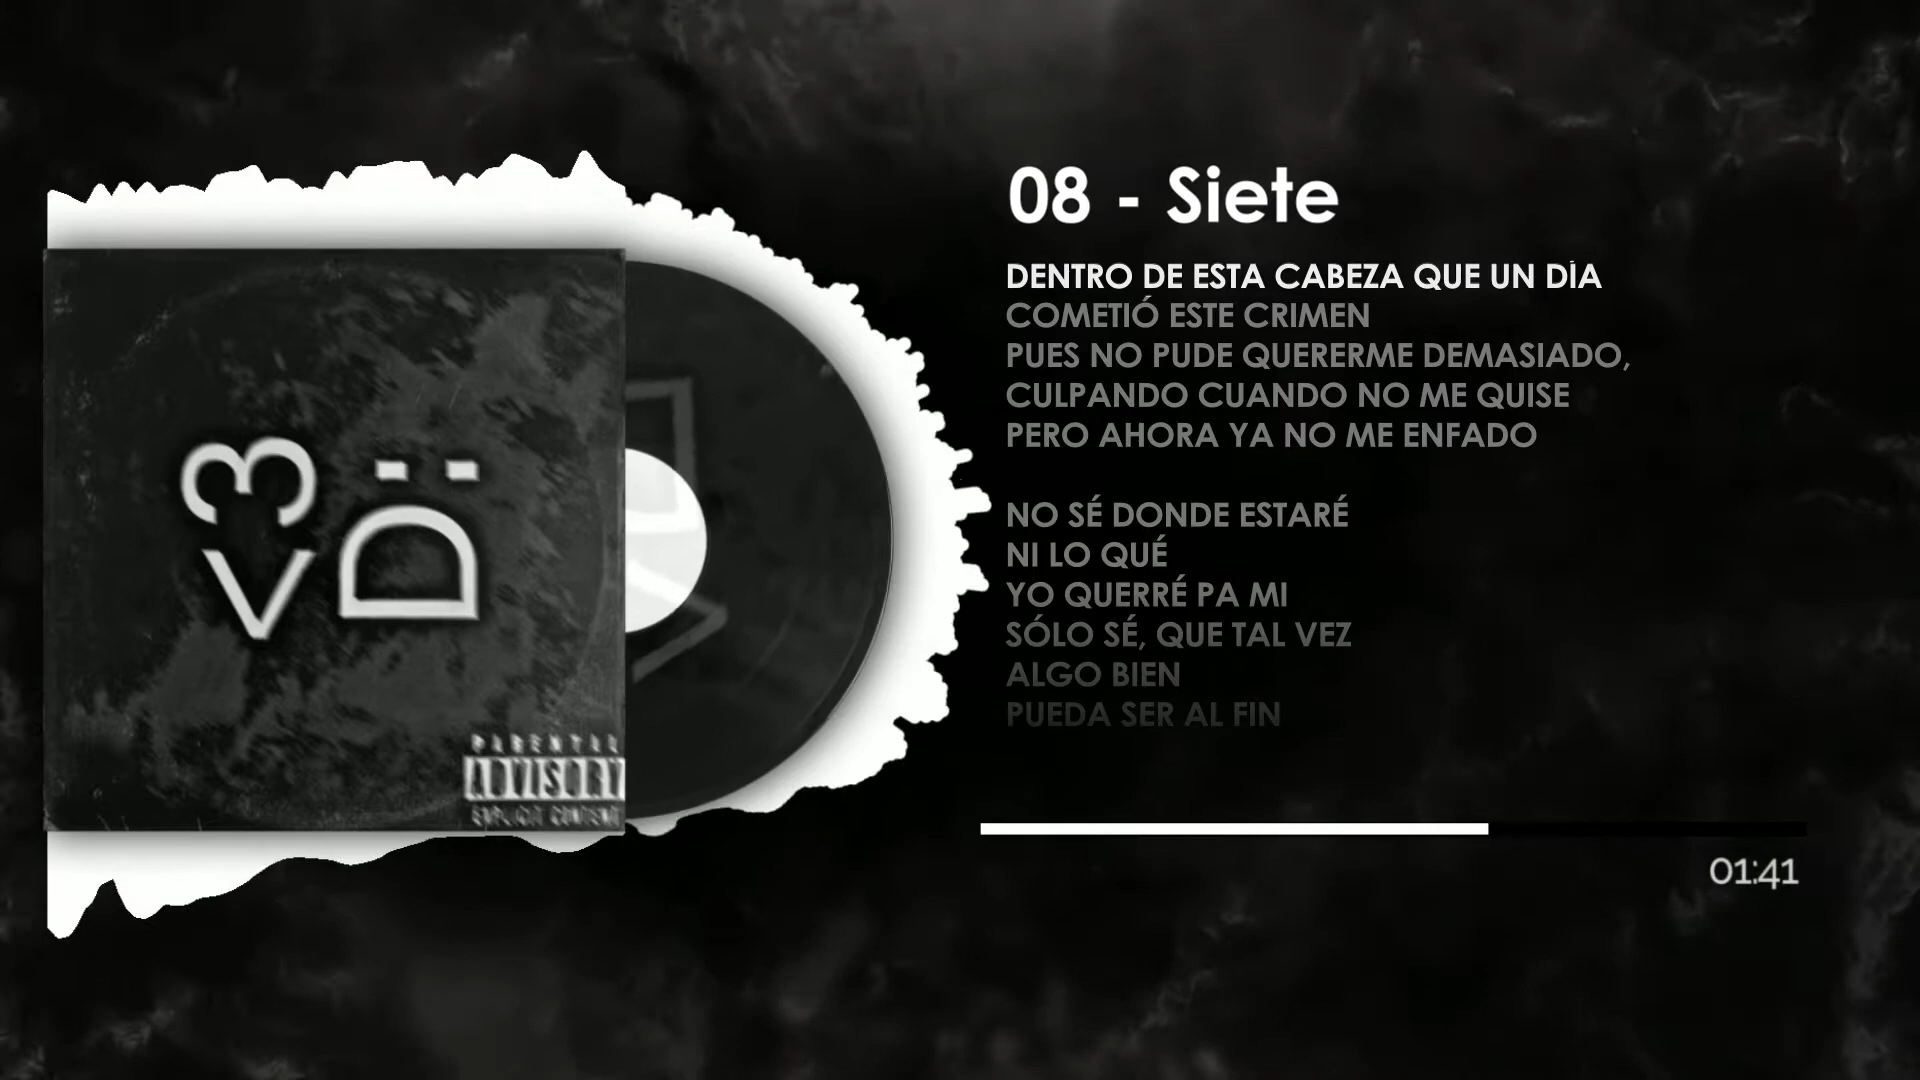 08 - Siete
DENTRO DE ESTA CABEZA QUE UN DÍA
COMETIÓ ESTE CRIMEN
PUES NO PUDE QUERERME DEMASIADO,
CULPANDO CUANDO NO ME QUISE
PERO AHORA YA NO ME ENFADO
NO SÉ DONDE ESTARÉ
NI LO QUÉ
YO QUERRÉ PA MI
SÓLO SÉ, QUE TAL VEZ
ALGO BIEN
PUEDA SER AL FIN
<3
D:
PARENTAL
ADVISORY
EXPLICIT CONTENT
01:41